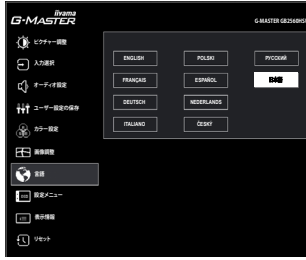 iiyama
G-MASTER
G-MASTER GB2560HSU
ピクチャー調整
入力選択
オーディオ設定
ユーザー設定の保存
カラー設定
画像調整
言語
設定メニュー
表示情報
リセット
ENGLISH
POLSKI
РУССКИЙ
FRANÇAIS
ESPAÑOL
日本語
DEUTSCH
NEDERLANDS
ITALIANO
ČESKÝ
OSD